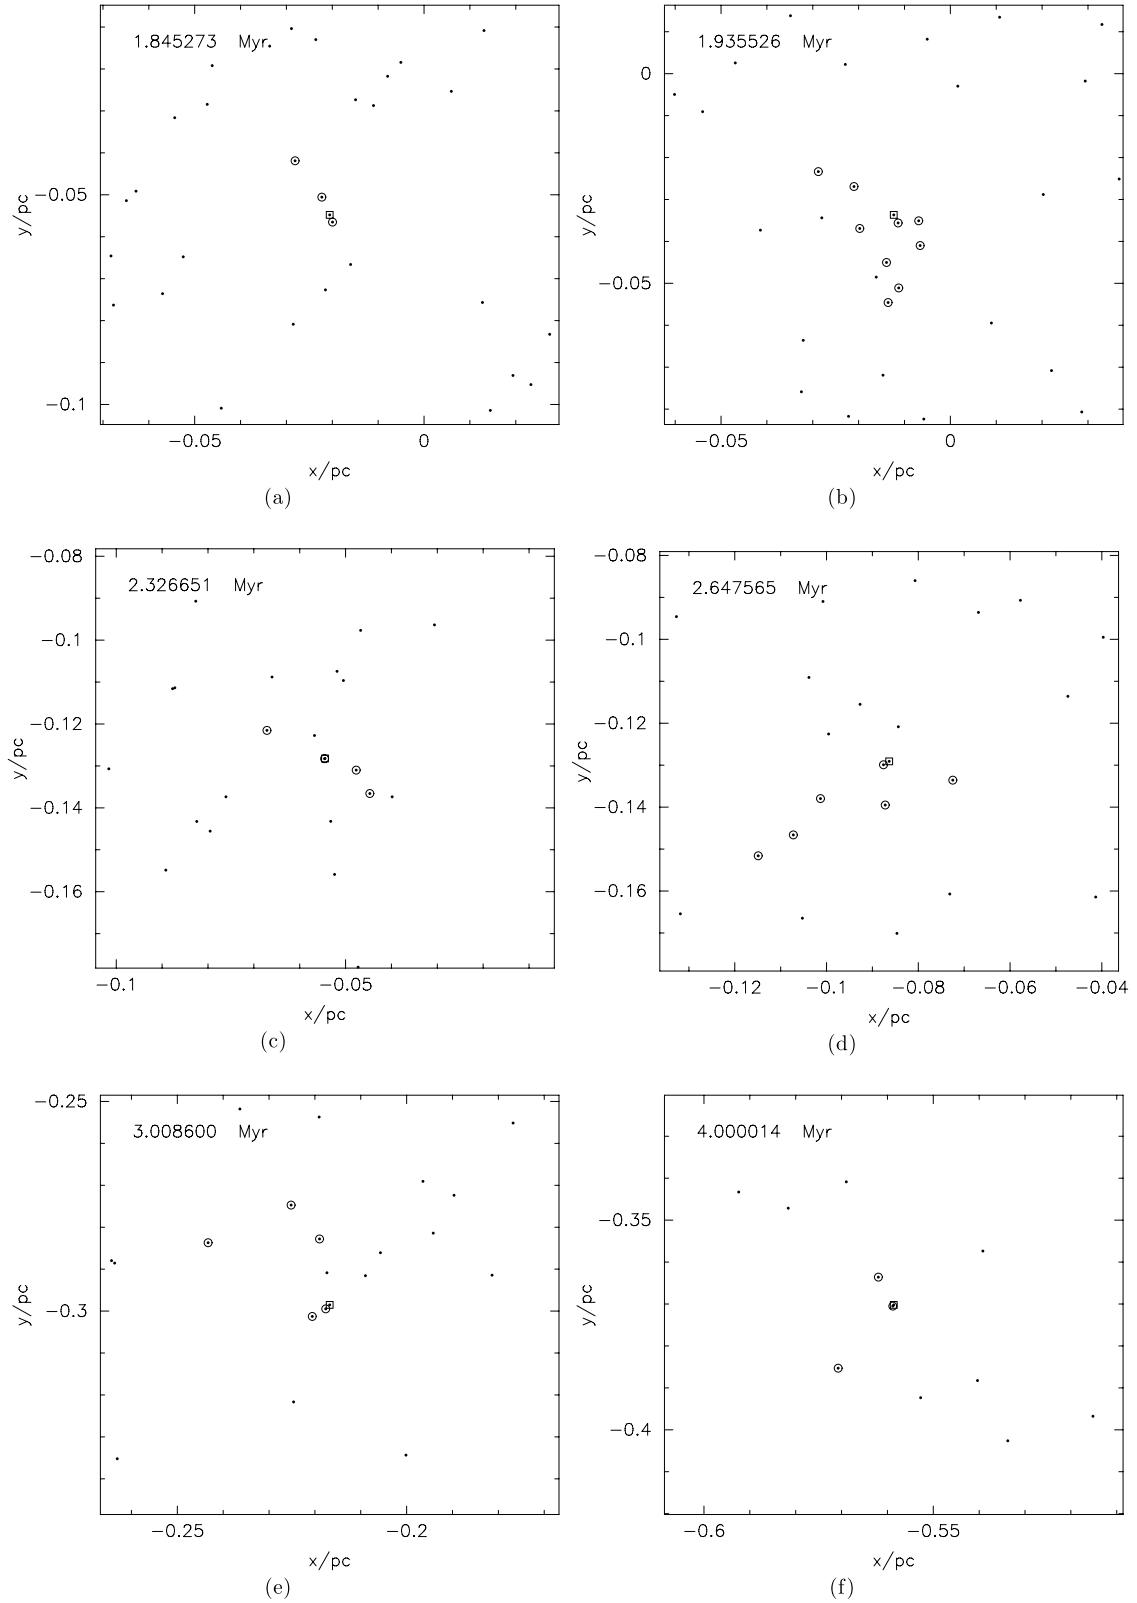 1.845273 Myr
y/pc
−0.05
−0.1
−0.05 0
x/pc
(a)
1.935526 Myr
y/pc
0
−0.05
−0.05 0
x/pc
(b)
2.326651 Myr
y/pc
−0.08
−0.1
−0.12
−0.14
−0.16
−0.1 −0.05
x/pc
(c)
2.647565 Myr
y/pc
−0.08
−0.1
−0.12
−0.14
−0.16
−0.12 −0.1 −0.08 −0.06 −0.04
x/pc
(d)
3.008600 Myr
y/pc
−0.25
−0.3
−0.25 −0.2
x/pc
(e)
4.000014 Myr
y/pc
−0.35
−0.4
−0.6 −0.55
x/pc
(f)